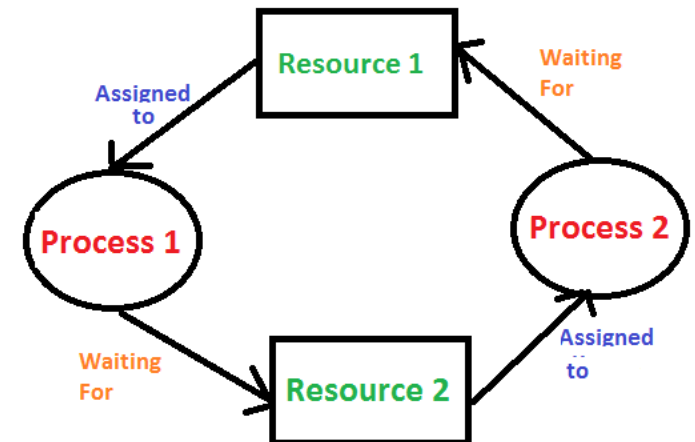 Resource 1
Assigned
to
Waiting
For
Process 1
Process 2
Waiting
For
Resource 2
Assigned
to